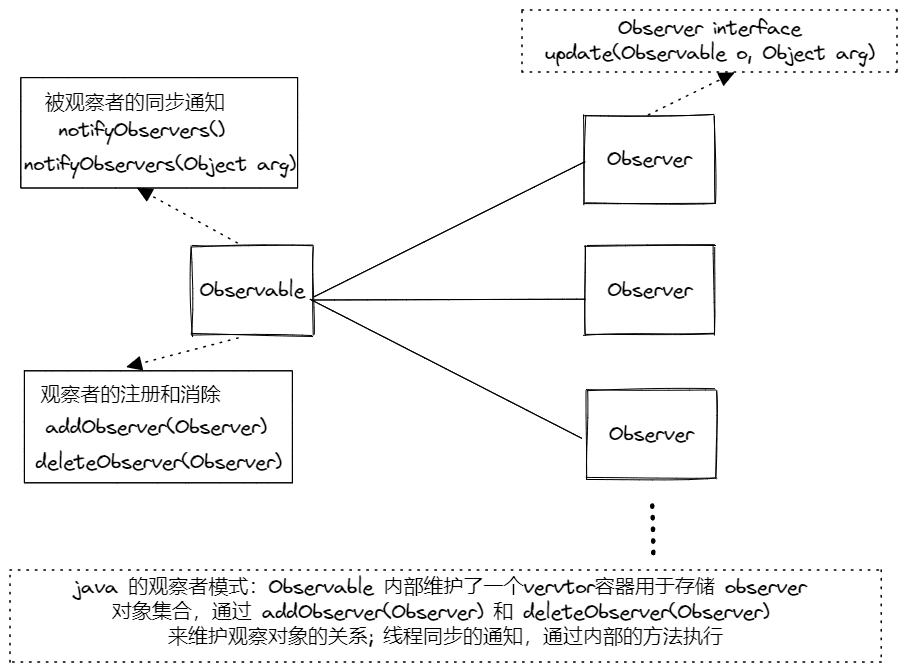 Observer interface
update(Observable o, Object arg)
被观察者的同步通知
notifyObservers()
notifyObservers(Object arg)
Observer
Observable
Observer
观察者的注册和消除
addObserver(Observer)
deleteObserver(Observer)
Observer
java 的观察者模式：Observable 内部维护了一个vervtor容器用于存储 observer
对象集合，通过 addObserver(Observer) 和 deleteObserver(Observer)
来维护观察对象的关系; 线程同步的通知，通过内部的方法执行